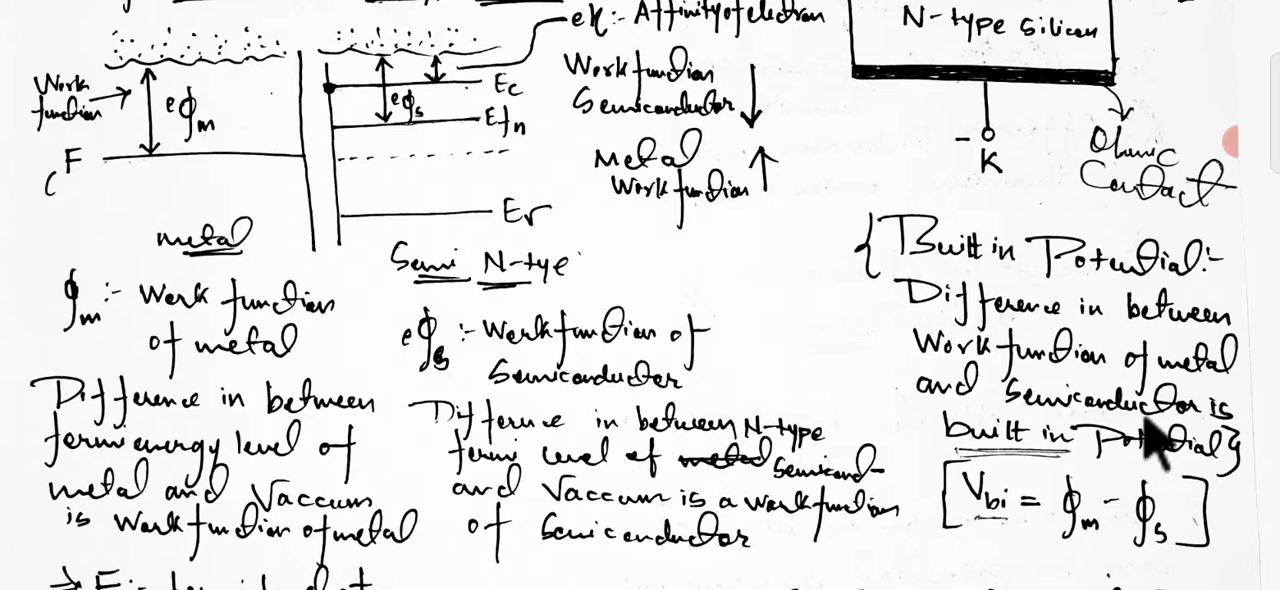 eχ:- Affinity of electron
N-type silicon
Work function
Semiconductor ↓
Metal
Work function ↑
Work
function
eϕm
eϕs
Ec
Efn
Ev
F
- K
Ohmic
Contact
metal
Semi N-tye
ϕm :- Work function
of metal
Difference in between
fermi energy level of
metal and Vaccum
is work function of metal
eϕs :- Work function of
Semiconductor
Difference in between N-type
fermi level of metal Semicond-
and Vaccum is a work function
of Semiconductor
{Built in Potential:-
Difference in between
Work function of metal
and semiconductor is
built in Potential}
[Vbi = ϕm - ϕs]